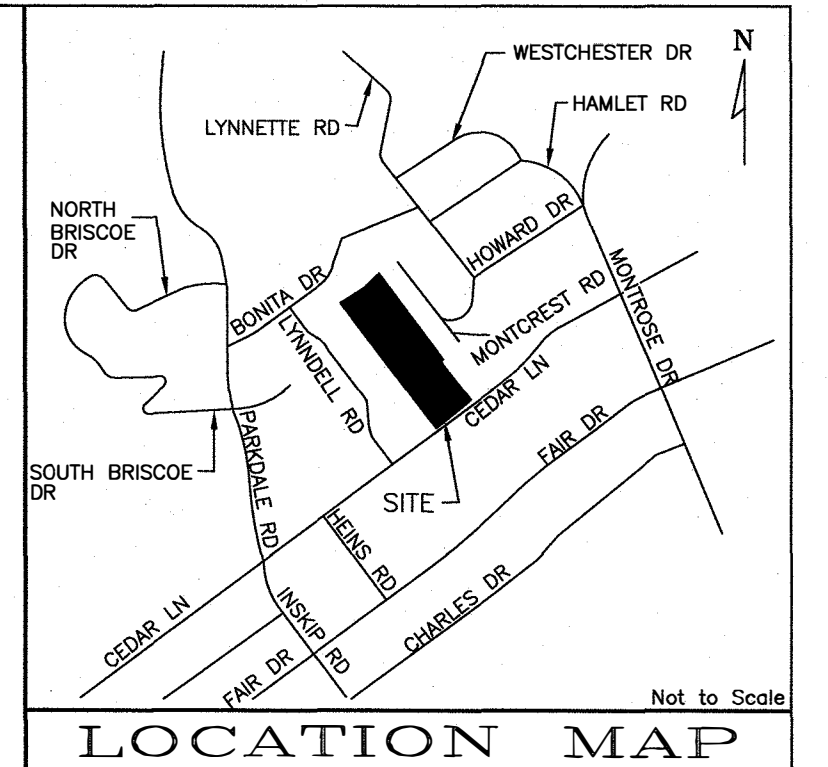 WESTCHESTER DR
N
HAMLET RD
LYNNETTE RD
NORTH
BRISCOE
DR
HOWARD DR
BONITA DR
MONTROSE DR
MONTCREST RD
LYNNDELL RD
CEDAR LN
PARKDALE RD
FAIR DR
SOUTH BRISCOE
DR
SITE
HEINS RD
CHARLES DR
CEDAR LN
INSKIP RD
FAIR DR
Not to Scale
LOCATION MAP